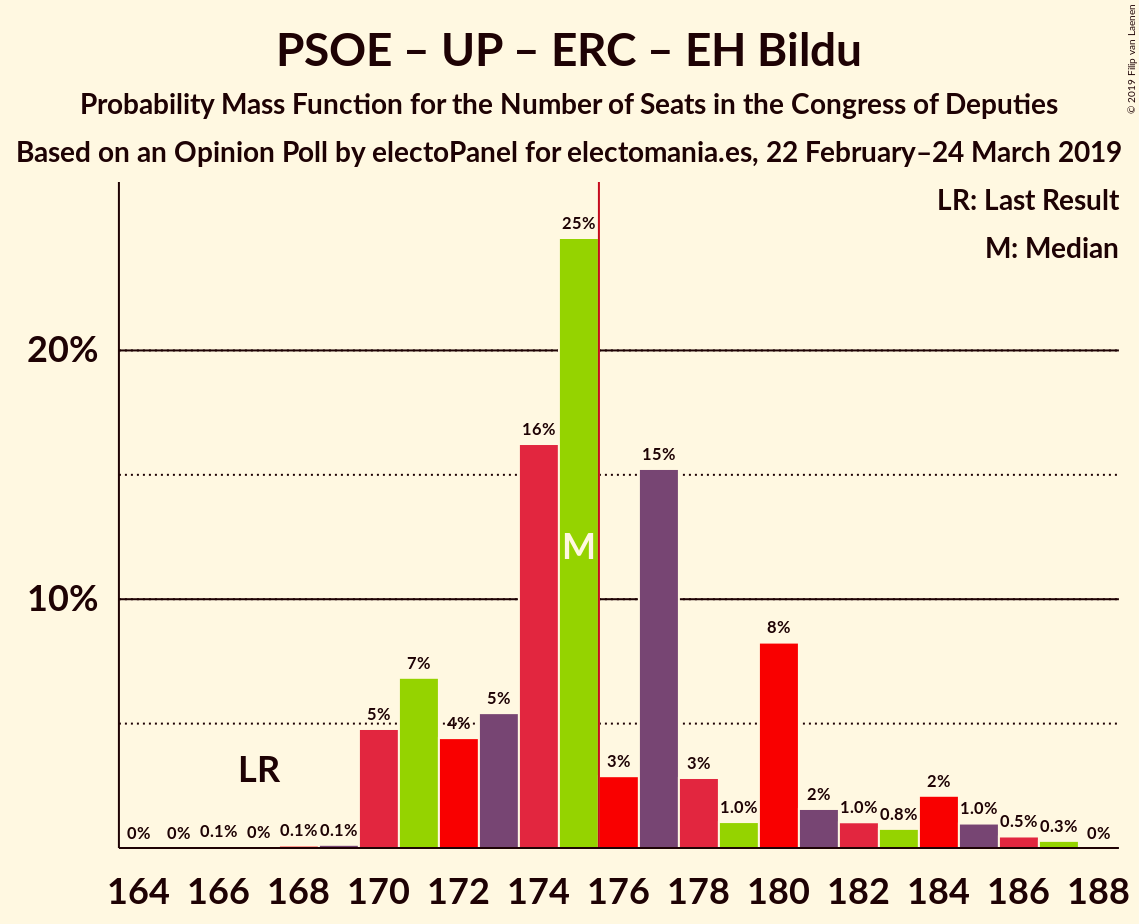 PSOE – UP – ERC – EH Bildu
Probability Mass Function for the Number of Seats in the Congress of Deputies
Based on an Opinion Poll by electoPanel for electomania.es, 22 February–24 March 2019
© 2019 Filip van Laenen
LR: Last Result
M: Median
20%
10%
0% 0% 0.1% 0% 0.1% 0.1% 5% 7% 4% 5% 16% 25% 3% 15% 3% 1.0% 8% 2% 1.0% 0.8% 2% 1.0% 0.5% 0.3% 0%
M
LR
164 166 168 170 172 174 176 178 180 182 184 186 188